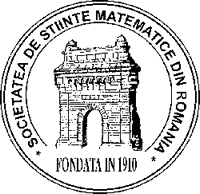 * SOCIETATEA DE STIINTE MATEMATICE DIN ROMANIA *
FONDATA IN 1910